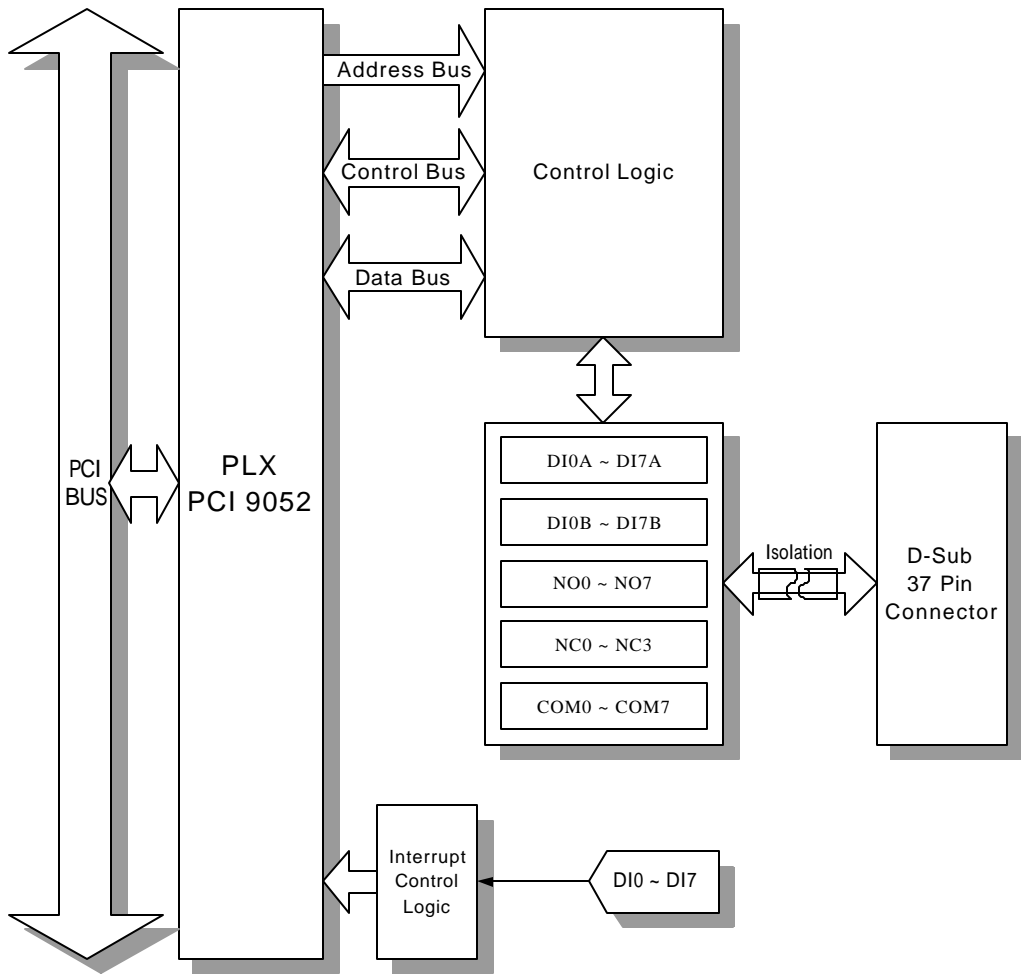 Address Bus
Control Bus
Data Bus
Control Logic
PCI
BUS
PLX
PCI 9052
DI0A ~ DI7A
DI0B ~ DI7B
NO0 ~ NO7
NC0 ~ NC3
COM0 ~ COM7
Isolation
D-Sub
37 Pin
Connector
Interrupt
Control
Logic
DI0 ~ DI7